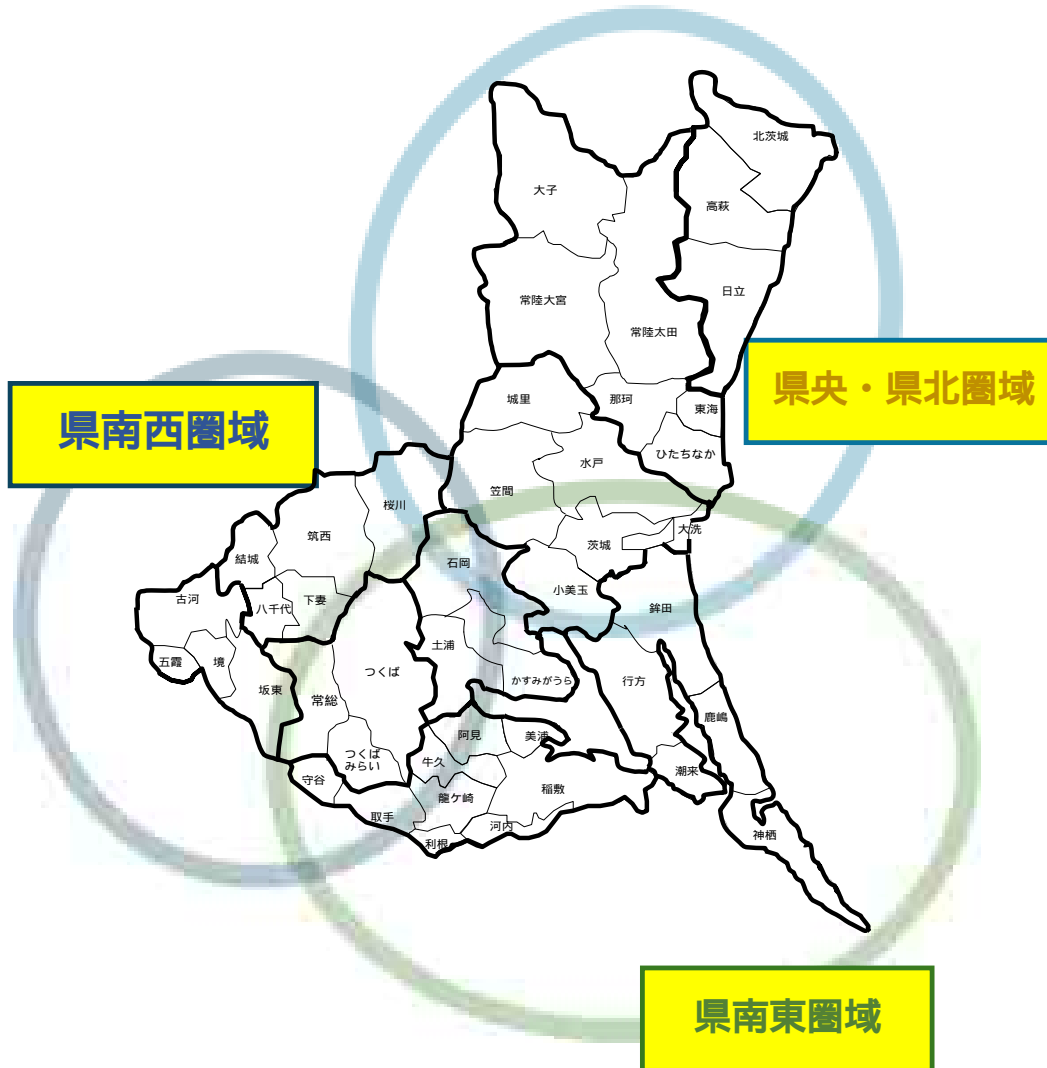 北茨城
大子
高萩
日立
常陸大宮
常陸太田
県央・県北圏域
城里
那珂
東海
県南西圏域
ひたちなか
水戸
笠間
桜川
大洗
筑西
茨城
結城
石岡
小美玉
古河
八千代
下妻
鉾田
土浦
五霞
境
つくば
かすみがうら
行方
坂東
常総
鹿嶋
阿見
美浦
つくば
みらい
牛久
潮来
守谷
稲敷
龍ケ崎
取手
河内
神栖
利根
県南東圏域